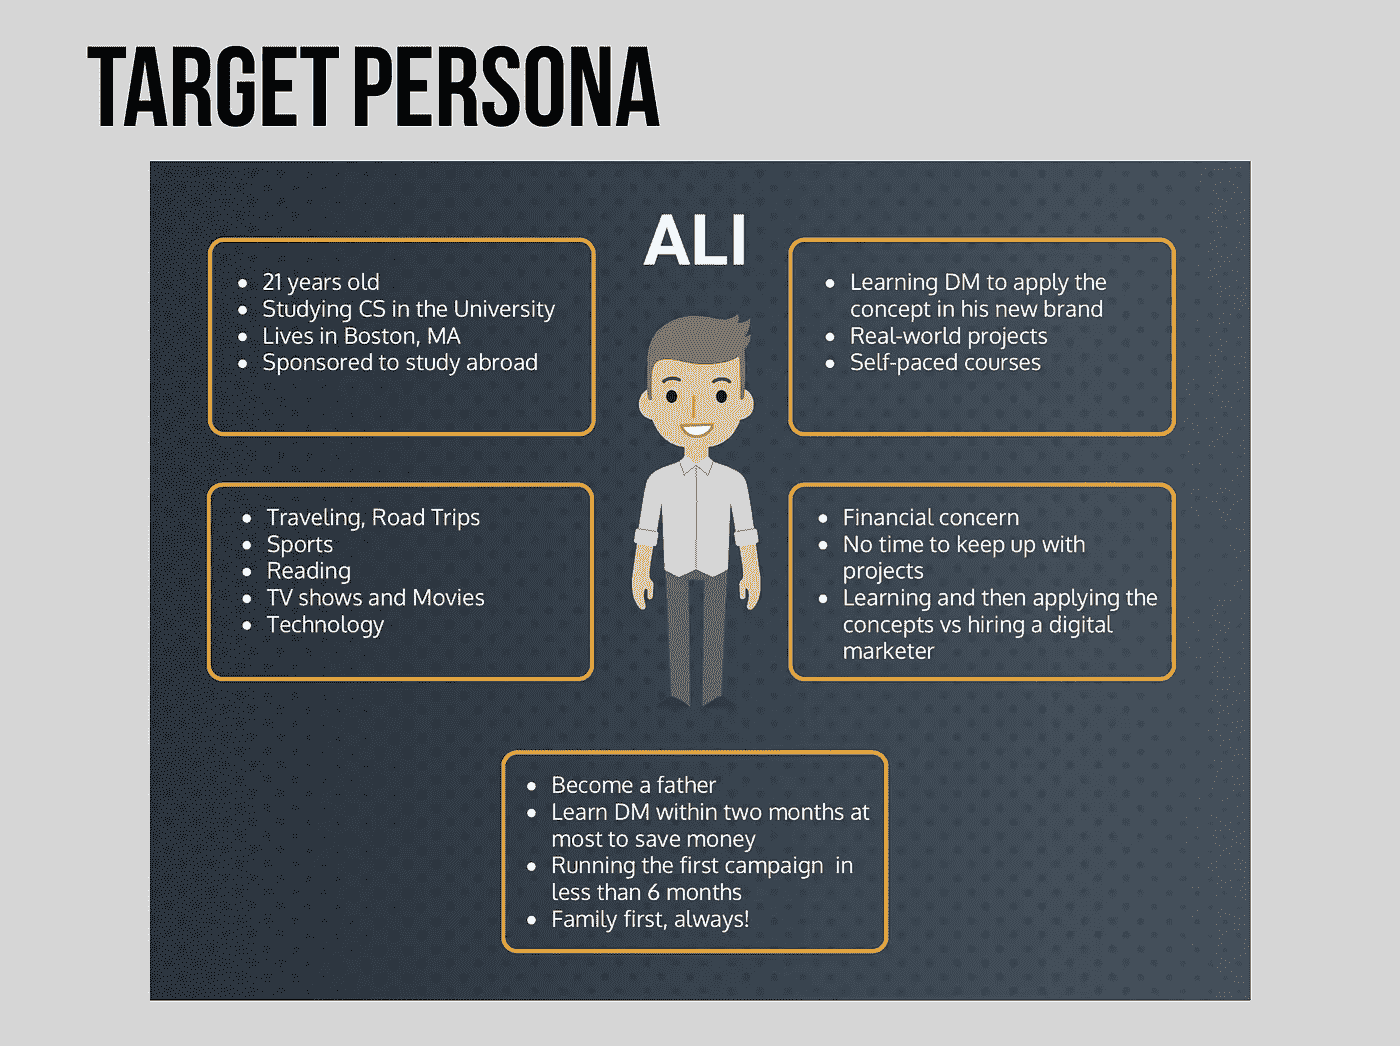 TARGET PERSONA
ALI
• 21 years old
• Studying CS in the University
• Lives in Boston, MA
• Sponsored to study abroad
• Learning DM to apply the
concept in his new brand
• Real-world projects
• Self-paced courses
• Traveling, Road Trips
• Sports
• Reading
• TV shows and Movies
• Technology
• Financial concern
• No time to keep up with
projects
• Learning and then applying the
concepts vs hiring a digital
marketer
• Become a father
• Learn DM within two months at
most to save money
• Running the first campaign  in
less than 6 months
• Family first, always!